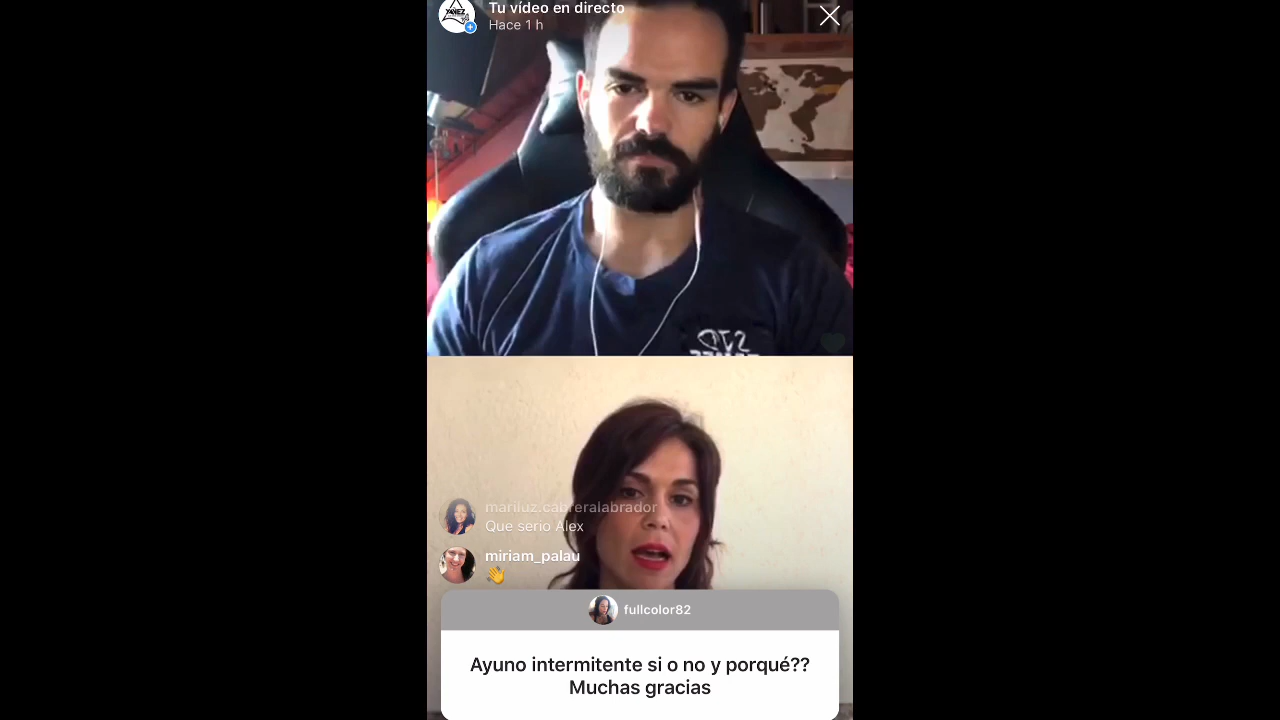 YAÑEZ
Tu vídeo en directo
Hace 1 h
mariluz.cabreralabrador
Que serio Alex
miriam_palau
👋
fullcolor82
Ayuno intermitente si o no y porqué??
Muchas gracias